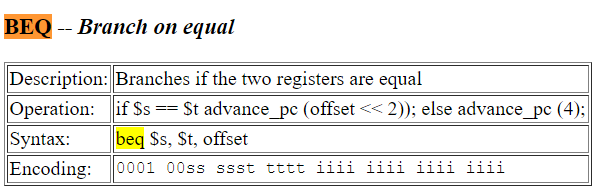 BEQ -- Branch on equal
Description: Branches if the two registers are equal
Operation: if $s == $t advance_pc (offset << 2)); else advance_pc (4);
Syntax: beq $s, $t, offset
Encoding: 0001 00ss ssst tttt iiii iiii iiii iiii